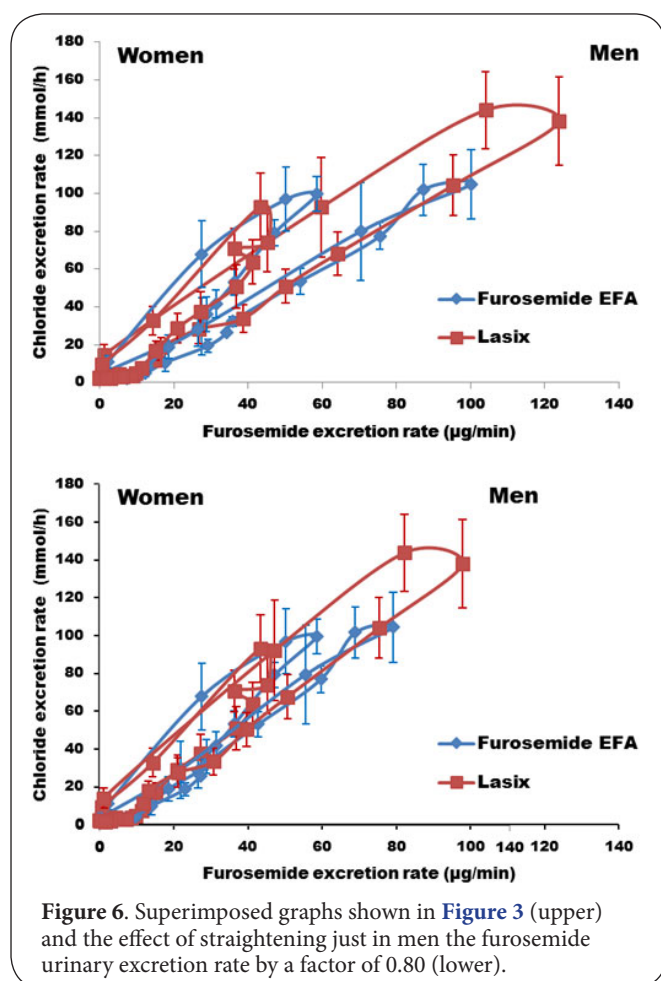 Women
Men
Chloride excretion rate (mmol/h)
180
160
140
120
100
80
60
40
20
0
Furosemide EFA
Lasix
0 20 40 60 80 100 120 140
Furosemide excretion rate (µg/min)
Women
Men
Chloride excretion rate (mmol/h)
180
160
140
120
100
80
60
40
20
0
Furosemide EFA
Lasix
0 20 40 60 80 100 140 120 140
Furosemide excretion rate (µg/min)
Figure 6. Superimposed graphs shown in Figure 3 (upper)
and the effect of straightening just in men the furosemide
urinary excretion rate by a factor of 0.80 (lower).